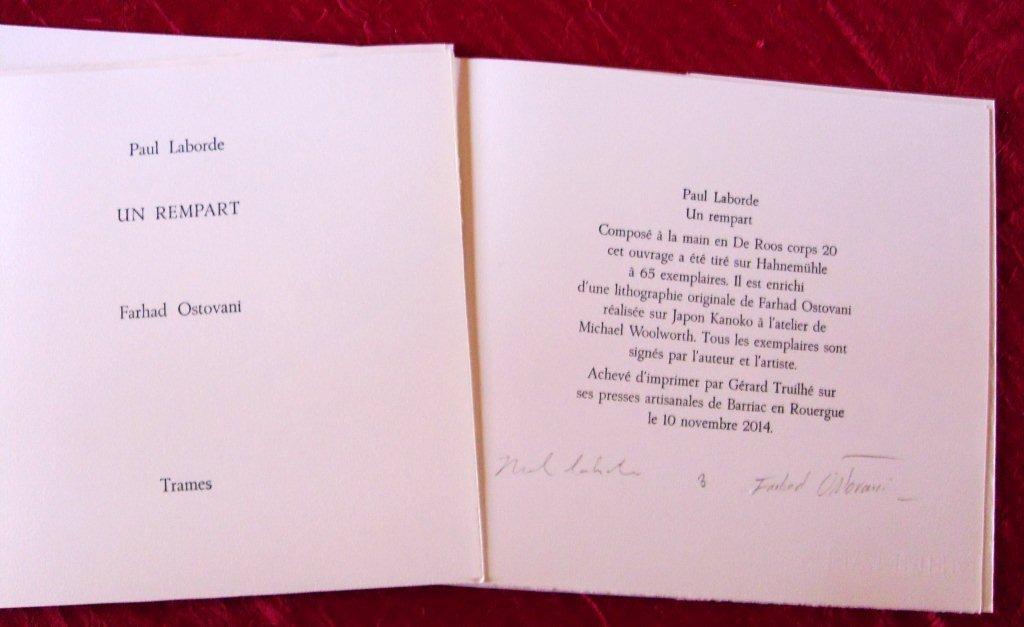 Paul Laborde
UN REMPART
Farhad Ostovani
Trames
Paul Laborde
Un rempart
Composé à la main en De Roos corps 20
cet ouvrage a été tiré sur Hahnemühle
à 65 exemplaires. Il est enrichi
d'une lithographie originale de Farhad Ostovani
réalisée sur Japon Kanoko à l'atelier de
Michael Woolworth. Tous les exemplaires sont
signés par l'auteur et l'artiste.
Achevé d'imprimer par Gérard Truilhé sur
ses presses artisanales de Barriac en Rouergue
le 10 novembre 2014.
Paul Laborde 3 Farhad Ostovani